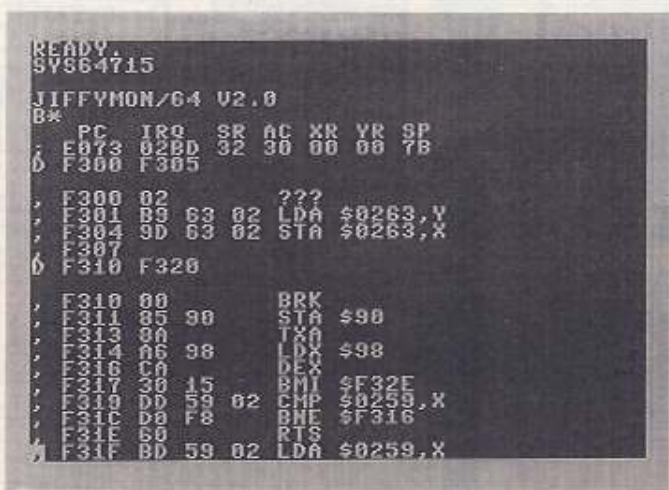 READY.
SYS64715
JIFFYMON/64 V2.0
B*
PC IRQ SR AC XR YR SP
; E073 02BD 32 30 00 00 7B
D F300 F305
, F300 02 ???
, F301 B9 63 02 LDA $0263,Y
, F304 9D 63 02 STA $0263,X
, F307
D F310 F320
, F310 00 BRK
, F311 85 90 STA $90
, F313 8A TXA
, F314 A6 98 LDX $98
, F316 CA DEX
, F317 30 15 BMI $F32E
, F319 DD 59 02 CMP $0259,X
, F31C D0 F8 BNE $F316
, F31E 60 RTS
, F31F BD 59 02 LDA $0259,X